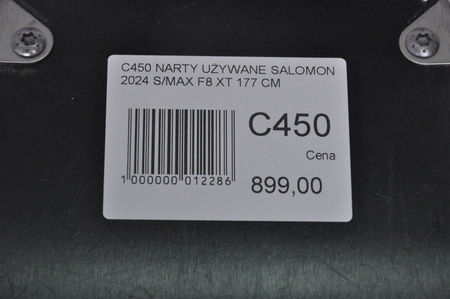 C450 NARTY UŻYWANE SALOMON
2024 S/MAX F8 XT 177 CM
C450
Cena
899,00
1 000000 012286